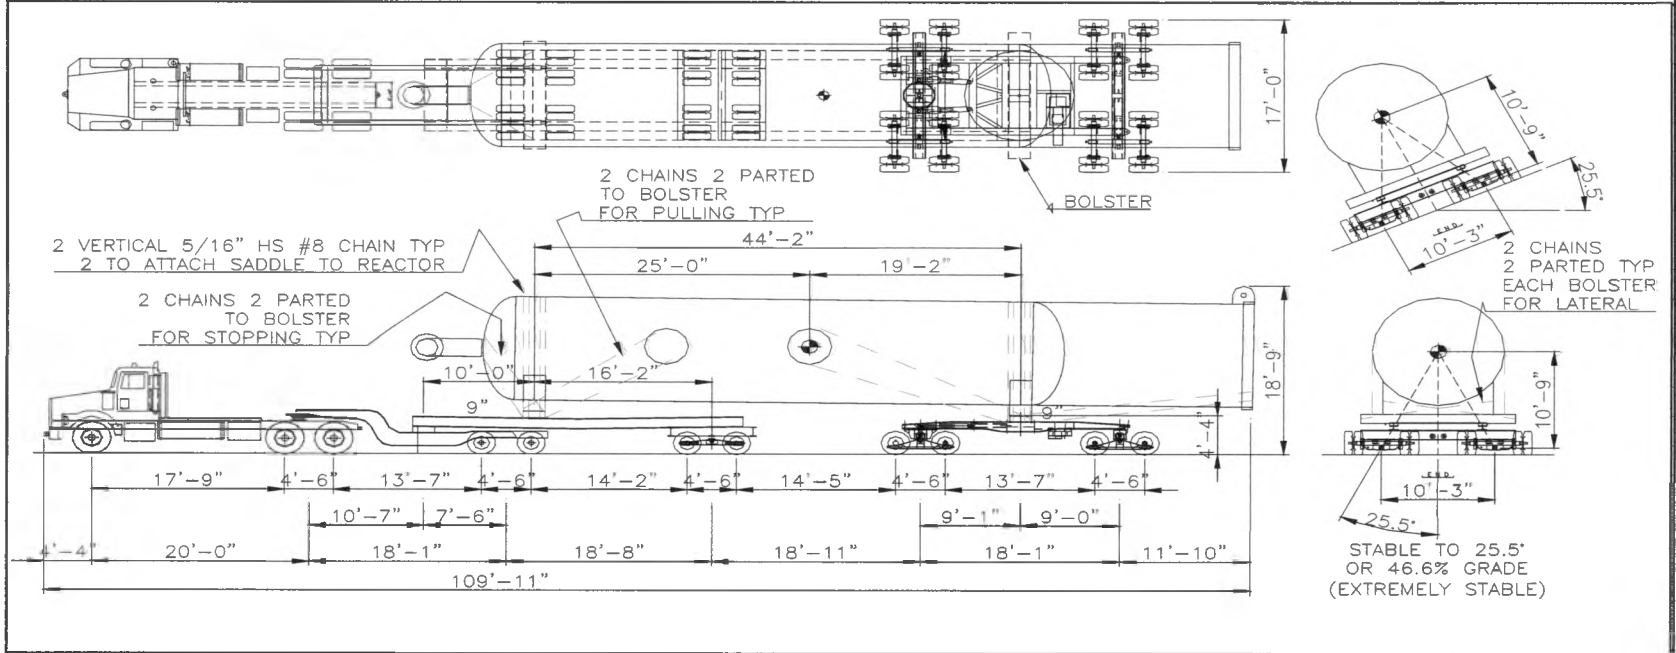 17'-0"
2 CHAINS 2 PARTED
TO BOLSTER
FOR PULLING TYP
BOLSTER
10'-9"
25.5°
END
10'-3"
2 VERTICAL 5/16" HS #8 CHAIN TYP
2 TO ATTACH SADDLE TO REACTOR
44'-2"
25'-0"
19'-2"
2 CHAINS
2 PARTED TYP
EACH BOLSTER
FOR LATERAL
2 CHAINS 2 PARTED
TO BOLSTER
FOR STOPPING TYP
10'-0"
16'-2"
9"
9"
4'-4"
18'-9"
10'-9"
END
10'-3"
25.5°
17'-9"
4'-6"
13'-7"
4'-6"
14'-2"
4'-6"
14'-5"
4'-6"
13'-7"
4'-6"
10'-7"
7'-6"
9'-1"
9'-0"
4'-4"
20'-0"
18'-1"
18'-8"
18'-11"
18'-1"
11'-10"
109'-11"
STABLE TO 25.5°
OR 46.6% GRADE
(EXTREMELY STABLE)